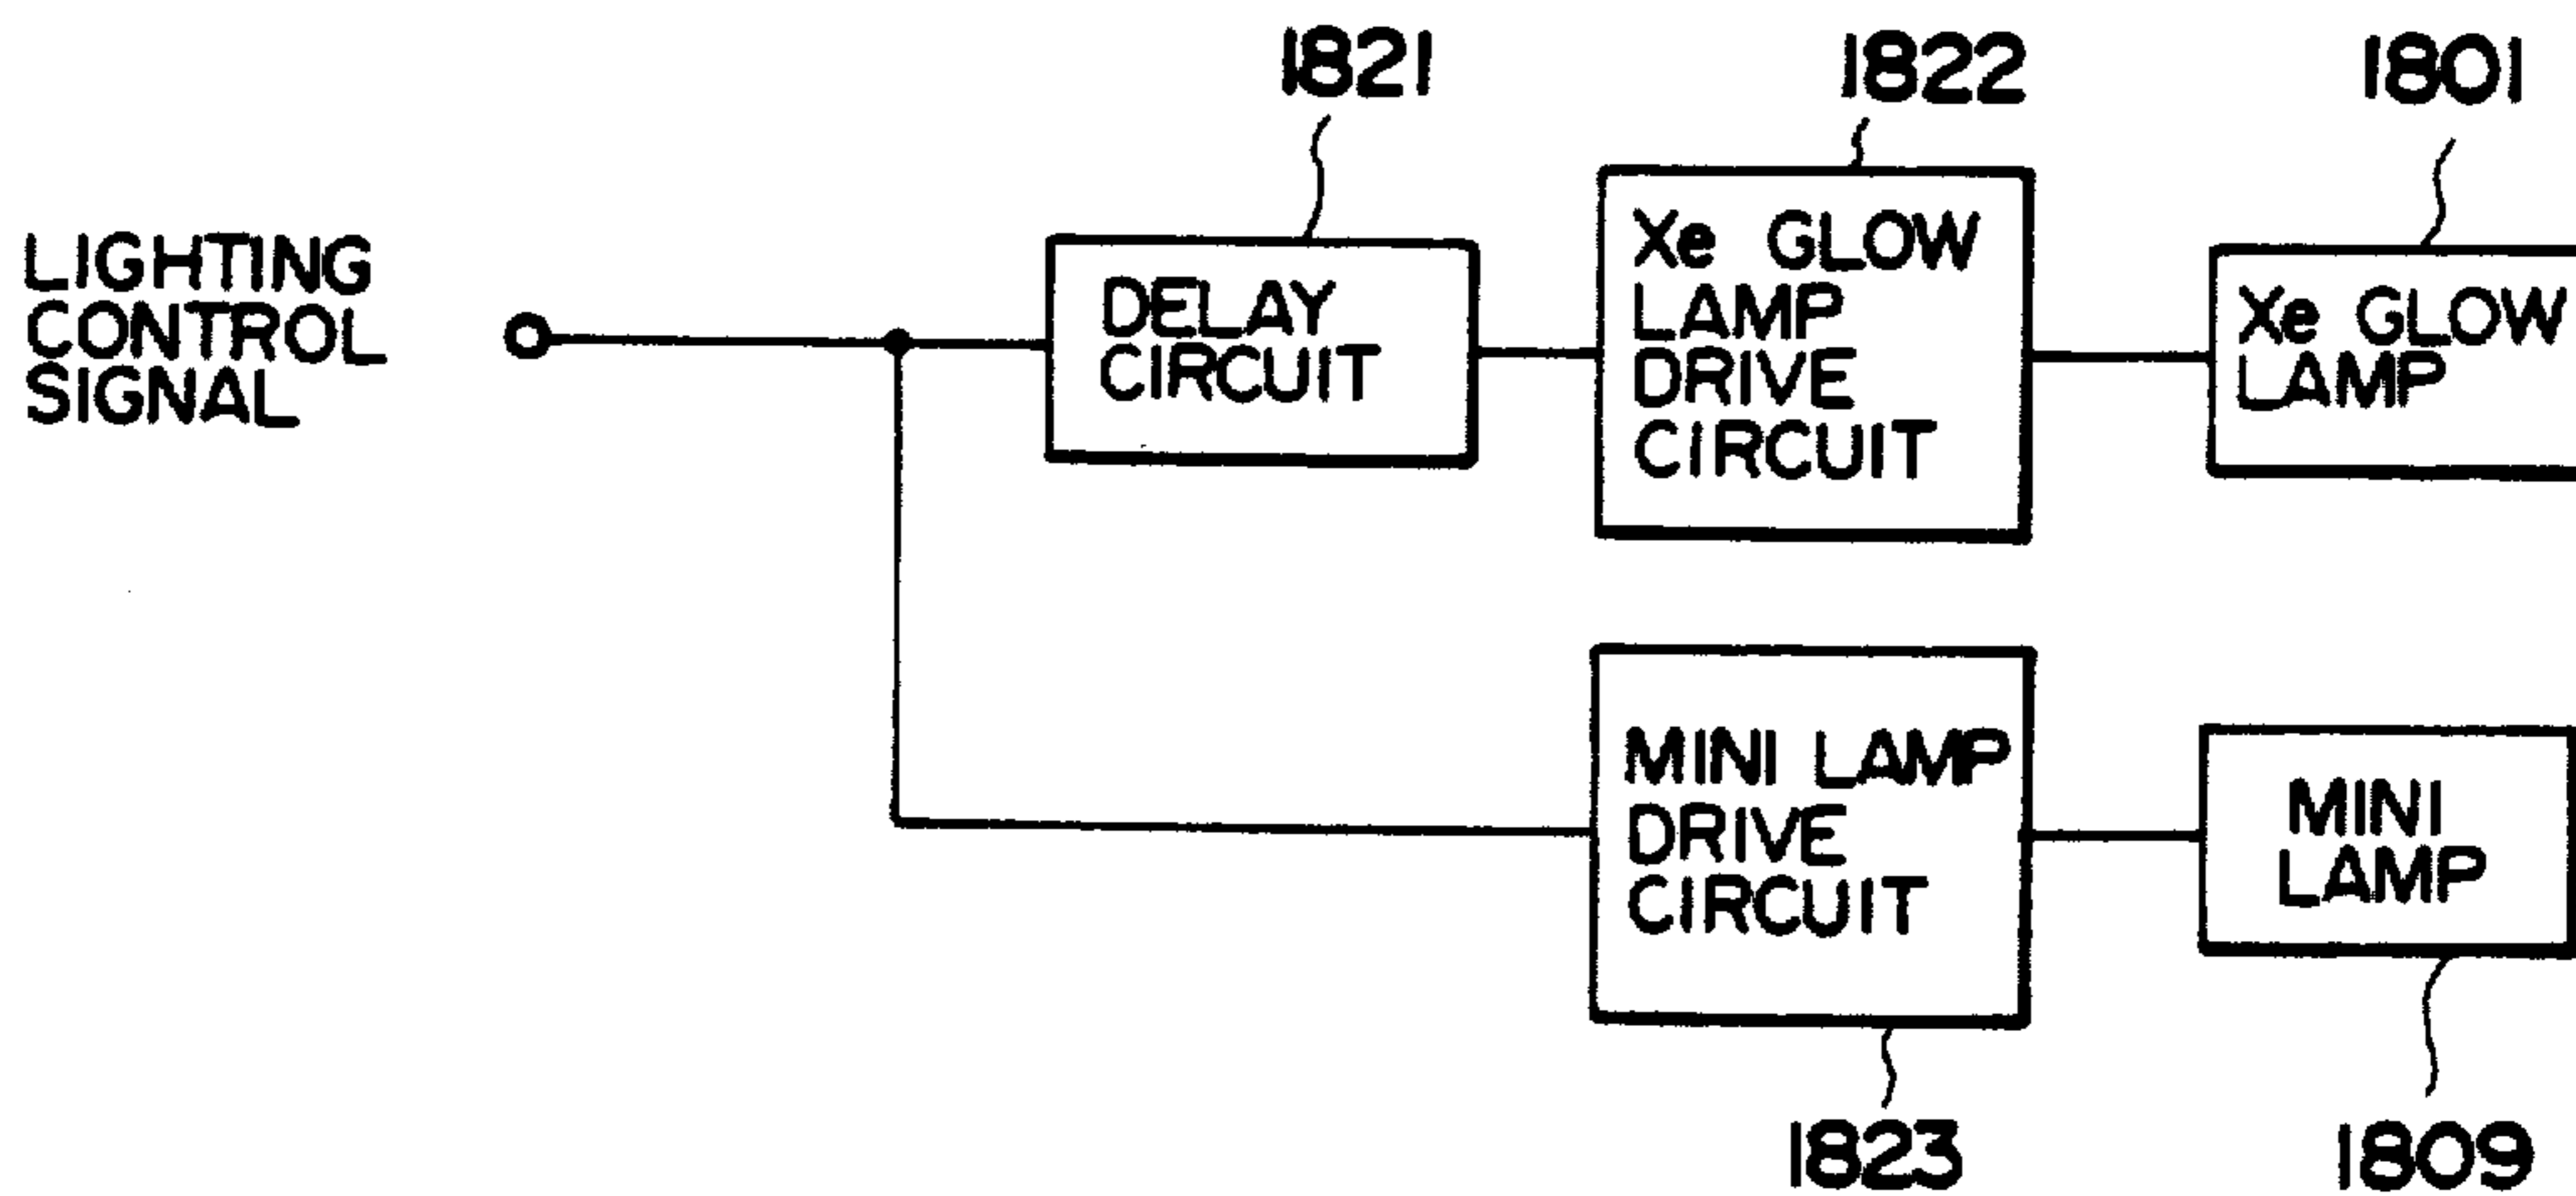 1821
1822
1801
LIGHTING
CONTROL
SIGNAL
DELAY
CIRCUIT
Xe GLOW
LAMP
DRIVE
CIRCUIT
Xe GLOW
LAMP
MINI LAMP
DRIVE
CIRCUIT
MINI
LAMP
1823
1809